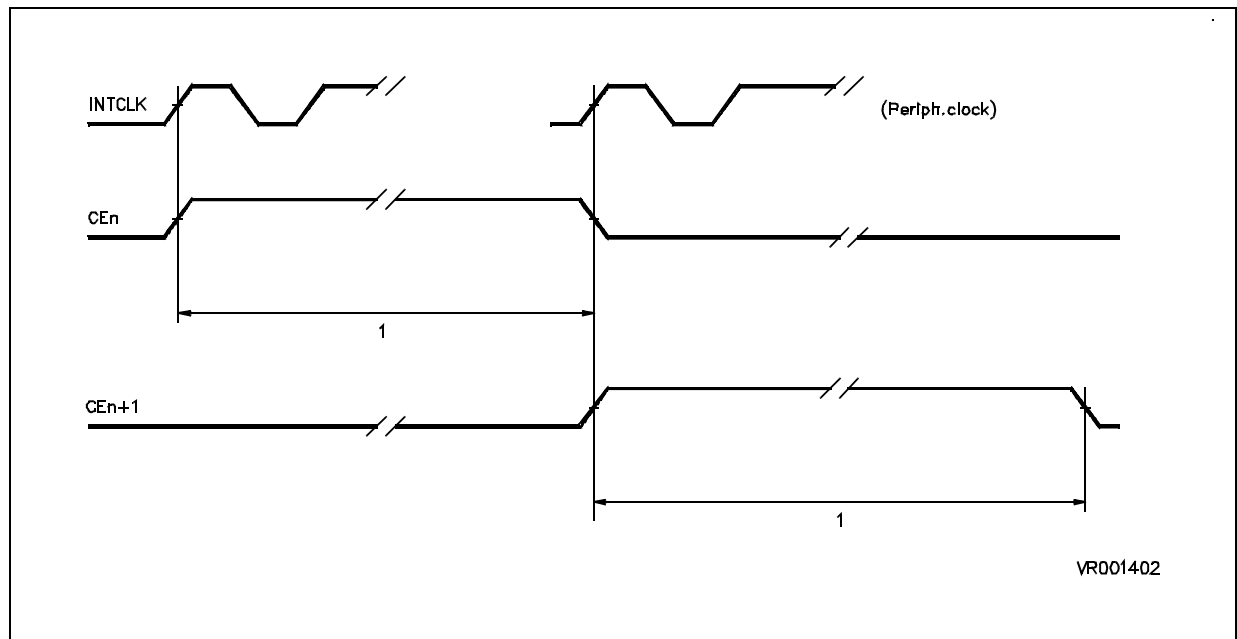 INTCLK
(Periph.clock)
CEn
1
CEn+1
1
VR001402